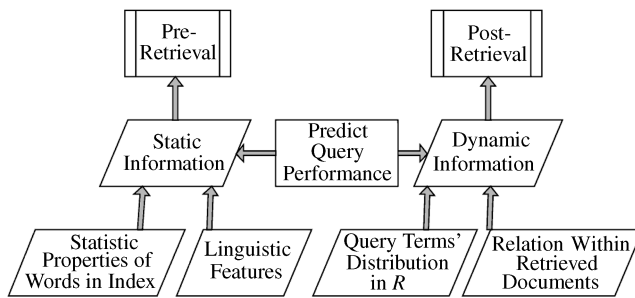 Pre-
Retrieval
Post-
Retrieval
Static
Information
Predict
Query
Performance
Dynamic
Information
Statistic
Properties of
Words in Index
Linguistic
Features
Query Terms’
Distribution
in R
Relation Within
Retrieved
Documents